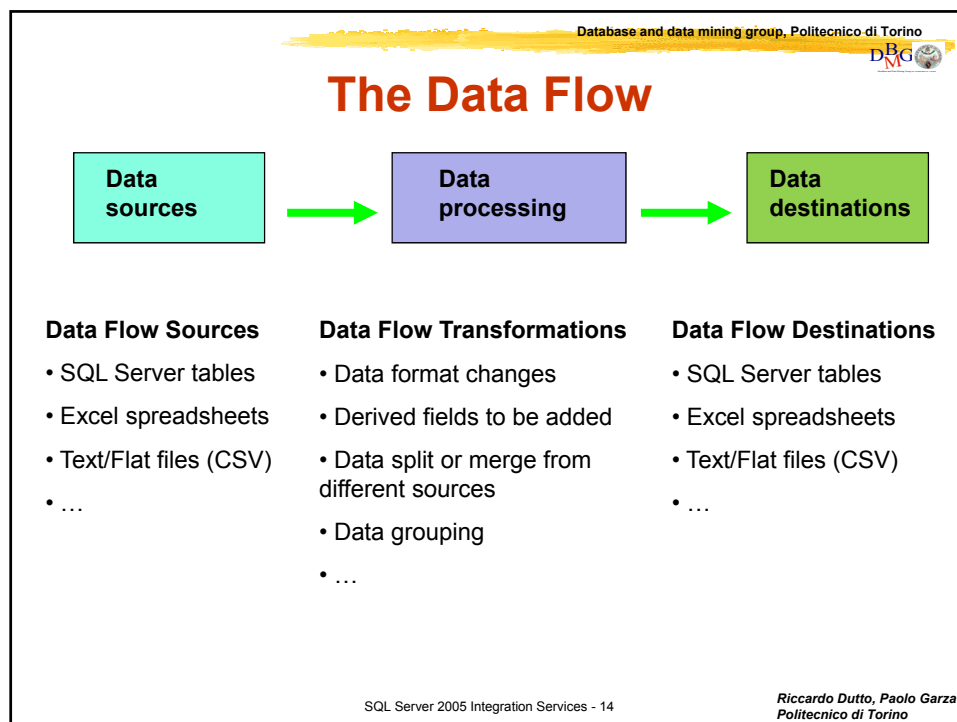 Database and data mining group, Politecnico di Torino
DBMG
The Data Flow
Data
sources
Data
processing
Data
destinations
Data Flow Sources
• SQL Server tables
• Excel spreadsheets
• Text/Flat files (CSV)
• …
Data Flow Transformations
• Data format changes
• Derived fields to be added
• Data split or merge from
different sources
• Data grouping
• …
Data Flow Destinations
• SQL Server tables
• Excel spreadsheets
• Text/Flat files (CSV)
• …
SQL Server 2005 Integration Services - 14
Riccardo Dutto, Paolo Garza
Politecnico di Torino